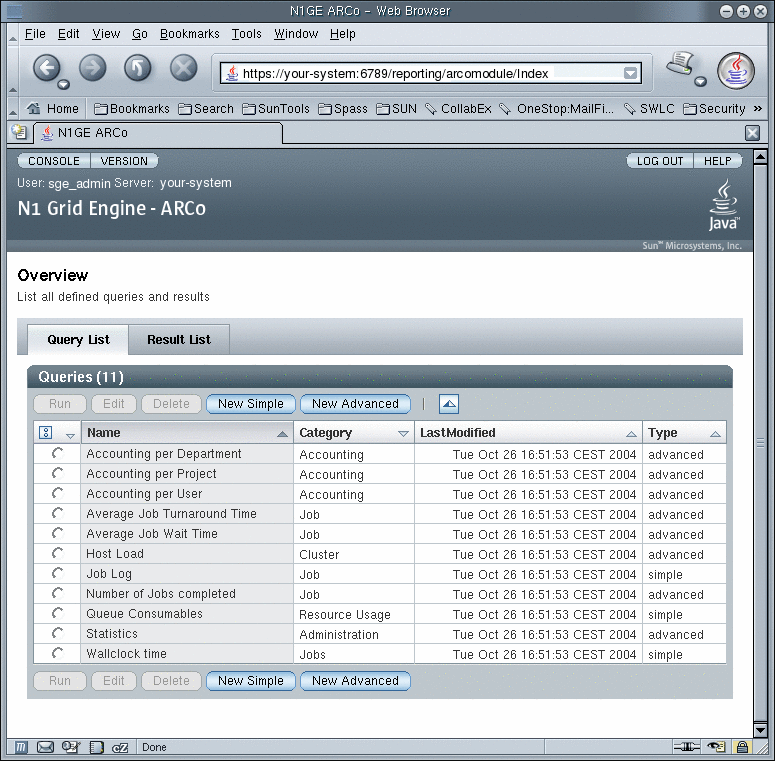 N1GE ARCo - Web Browser
File Edit View Go Bookmarks Tools Window Help
https://your-system:6789/reporting/arcomodule/Index
Home Bookmarks Search SunTools Spass SUN CollabEx OneStop:MailFi... SWLC Security »
N1GE ARCo
CONSOLE VERSION LOG OUT HELP
User: sge_admin Server: your-system
N1 Grid Engine - ARCo
Java™
Sun™ Microsystems, Inc.
Overview
List all defined queries and results
Query List Result List
Queries (11)
Run Edit Delete New Simple New Advanced
Name Category LastModified Type
Accounting per Department Accounting Tue Oct 26 16:51:53 CEST 2004 advanced
Accounting per Project Accounting Tue Oct 26 16:51:53 CEST 2004 advanced
Accounting per User Accounting Tue Oct 26 16:51:53 CEST 2004 advanced
Average Job Turnaround Time Job Tue Oct 26 16:51:53 CEST 2004 advanced
Average Job Wait Time Job Tue Oct 26 16:51:53 CEST 2004 advanced
Host Load Cluster Tue Oct 26 16:51:53 CEST 2004 advanced
Job Log Job Tue Oct 26 16:51:53 CEST 2004 simple
Number of Jobs completed Job Tue Oct 26 16:51:53 CEST 2004 advanced
Queue Consumables Resource Usage Tue Oct 26 16:51:53 CEST 2004 simple
Statistics Administration Tue Oct 26 16:51:53 CEST 2004 advanced
Wallclock time Jobs Tue Oct 26 16:51:53 CEST 2004 simple
Run Edit Delete New Simple New Advanced
Done